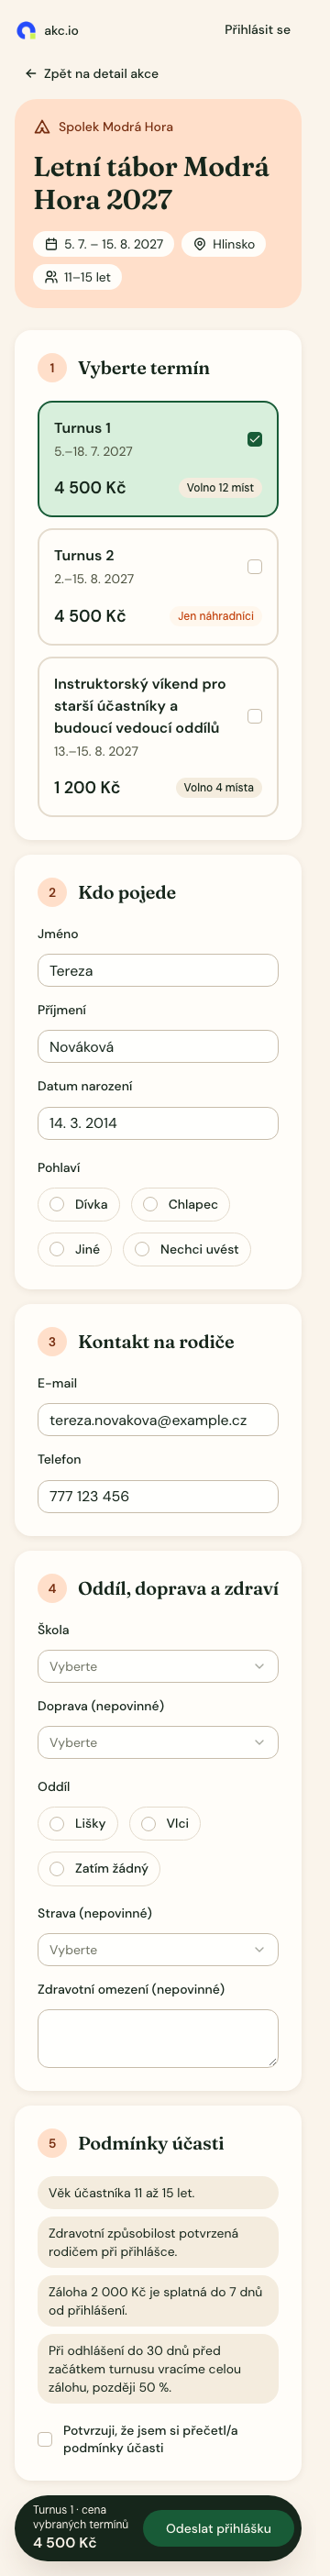 akc.io
Přihlásit se
Zpět na detail akce
Spolek Modrá Hora
Letní tábor Modrá
Hora 2027
5. 7. – 15. 8. 2027
Hlinsko
11–15 let
1
Vyberte termín
Turnus 1
5.–18. 7. 2027
4 500 Kč
Volno 12 míst
Turnus 2
2.–15. 8. 2027
4 500 Kč
Jen náhradníci
Instruktorský víkend pro
starší účastníky a
budoucí vedoucí oddílů
13.–15. 8. 2027
1 200 Kč
Volno 4 místa
2
Kdo pojede
Jméno
Tereza
Příjmení
Nováková
Datum narození
14. 3. 2014
Pohlaví
Dívka
Chlapec
Jiné
Nechci uvést
3
Kontakt na rodiče
E-mail
tereza.novakova@example.cz
Telefon
777 123 456
4
Oddíl, doprava a zdraví
Škola
Vyberte
Doprava (nepovinné)
Vyberte
Oddíl
Lišky
Vlci
Zatím žádný
Strava (nepovinné)
Vyberte
Zdravotní omezení (nepovinné)
5
Podmínky účasti
Věk účastníka 11 až 15 let.
Zdravotní způsobilost potvrzená
rodičem při přihlášce.
Záloha 2 000 Kč je splatná do 7 dnů
od přihlášení.
Při odhlášení do 30 dnů před
začátkem turnusu vracíme celou
zálohu, později 50 %.
Potvrzuji, že jsem si přečetl/a
podmínky účasti
Turnus 1 · cena
vybraných termínů
4 500 Kč
Odeslat přihlášku